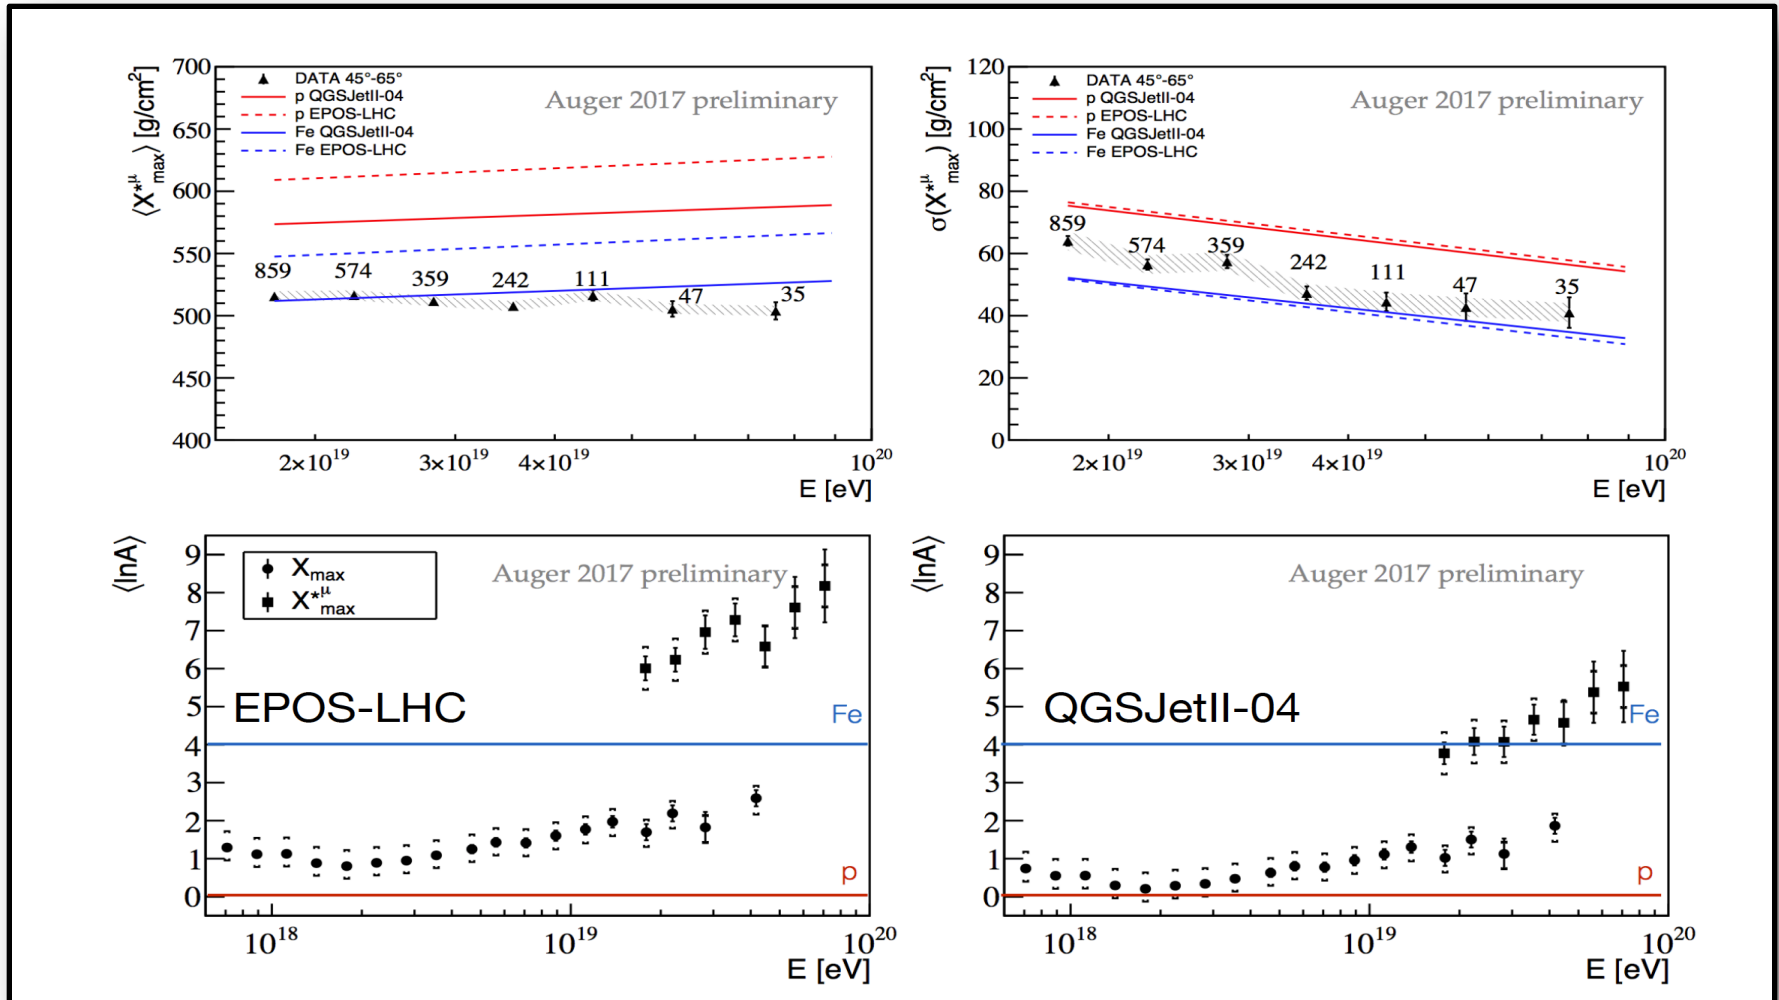 ⟨X*μmax⟩ [g/cm²]
700
650
600
550
500
450
400
DATA 45°-65°
p QGSJetII-04
p EPOS-LHC
Fe QGSJetII-04
Fe EPOS-LHC
Auger 2017 preliminary
859 574 359 242 111 47 35
2×10¹⁹ 3×10¹⁹ 4×10¹⁹ 10²⁰
E [eV]
σ(X*μmax) [g/cm²]
120
100
80
60
40
20
0
DATA 45°-65°
p QGSJetII-04
p EPOS-LHC
Fe QGSJetII-04
Fe EPOS-LHC
Auger 2017 preliminary
859 574 359 242 111 47 35
2×10¹⁹ 3×10¹⁹ 4×10¹⁹ 10²⁰
E [eV]
⟨lnA⟩
9
8
7
6
5
4
3
2
1
0
Xmax
X*μmax
Auger 2017 preliminary
EPOS-LHC
Fe
p
10¹⁸ 10¹⁹ 10²⁰
E [eV]
⟨lnA⟩
9
8
7
6
5
4
3
2
1
0
Auger 2017 preliminary
QGSJetII-04
Fe
p
10¹⁸ 10¹⁹ 10²⁰
E [eV]